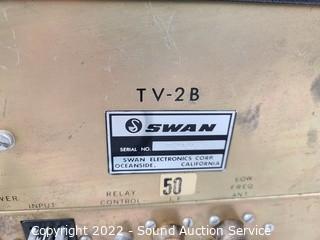 TV-2B
SWAN
SERIAL NO.
SWAN ELECTRONICS CORP.
OCEANSIDE, CALIFORNIA
POWER INPUT RELAY CONTROL 50 I.F. LOW FREQ ANT.
Copyright 2022 - Sound Auction Service